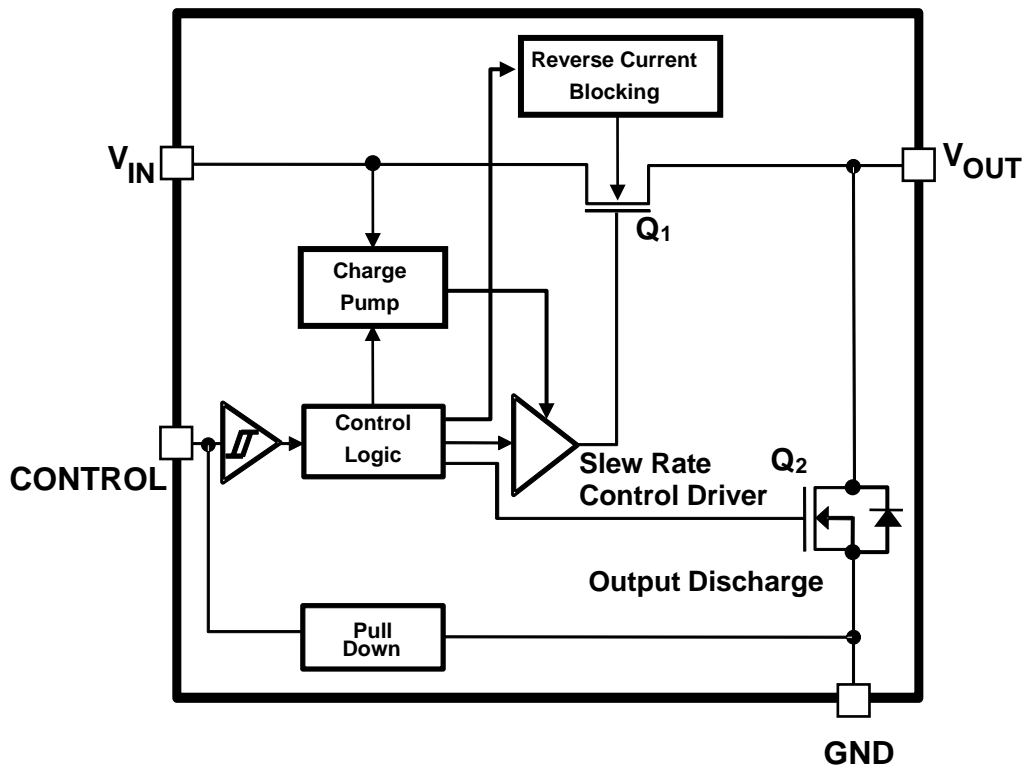 Reverse Current
Blocking
VIN
VOUT
Q1
Charge
Pump
Control
Logic
CONTROL
Slew Rate
Control Driver
Q2
Output Discharge
Pull
Down
GND